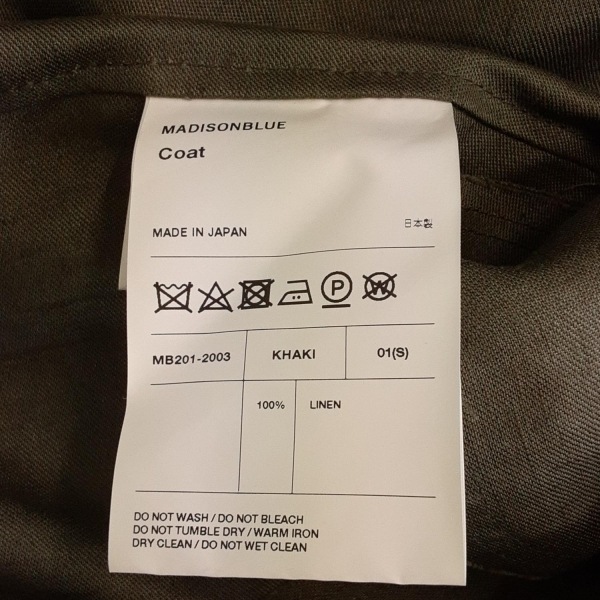 MADISONBLUE
Coat
MADE IN JAPAN 日本製
P W
MB201-2003 KHAKI 01(S)
100% LINEN
DO NOT WASH / DO NOT BLEACH
DO NOT TUMBLE DRY / WARM IRON
DRY CLEAN / DO NOT WET CLEAN